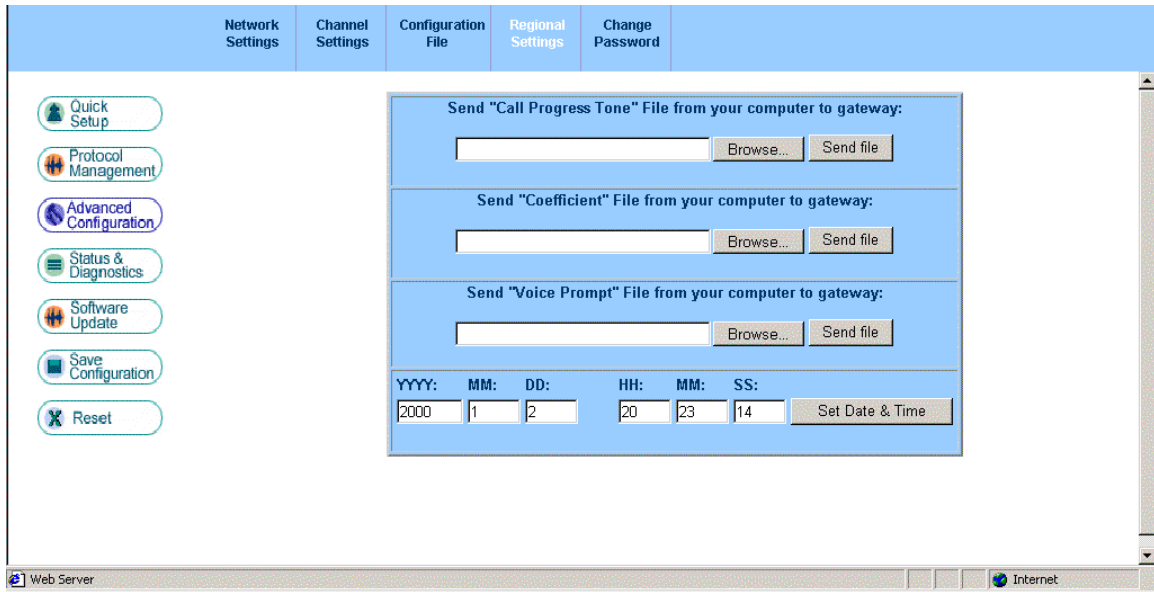 Network Settings
Channel Settings
Configuration File
Regional Settings
Change Password
Quick Setup
Protocol Management
Advanced Configuration
Status & Diagnostics
Software Update
Save Configuration
Reset
Send "Call Progress Tone" File from your computer to gateway:
Browse... Send file
Send "Coefficient" File from your computer to gateway:
Browse... Send file
Send "Voice Prompt" File from your computer to gateway:
Browse... Send file
YYYY: MM: DD: HH: MM: SS:
2000 1 2 20 23 14 Set Date & Time
Web Server Internet